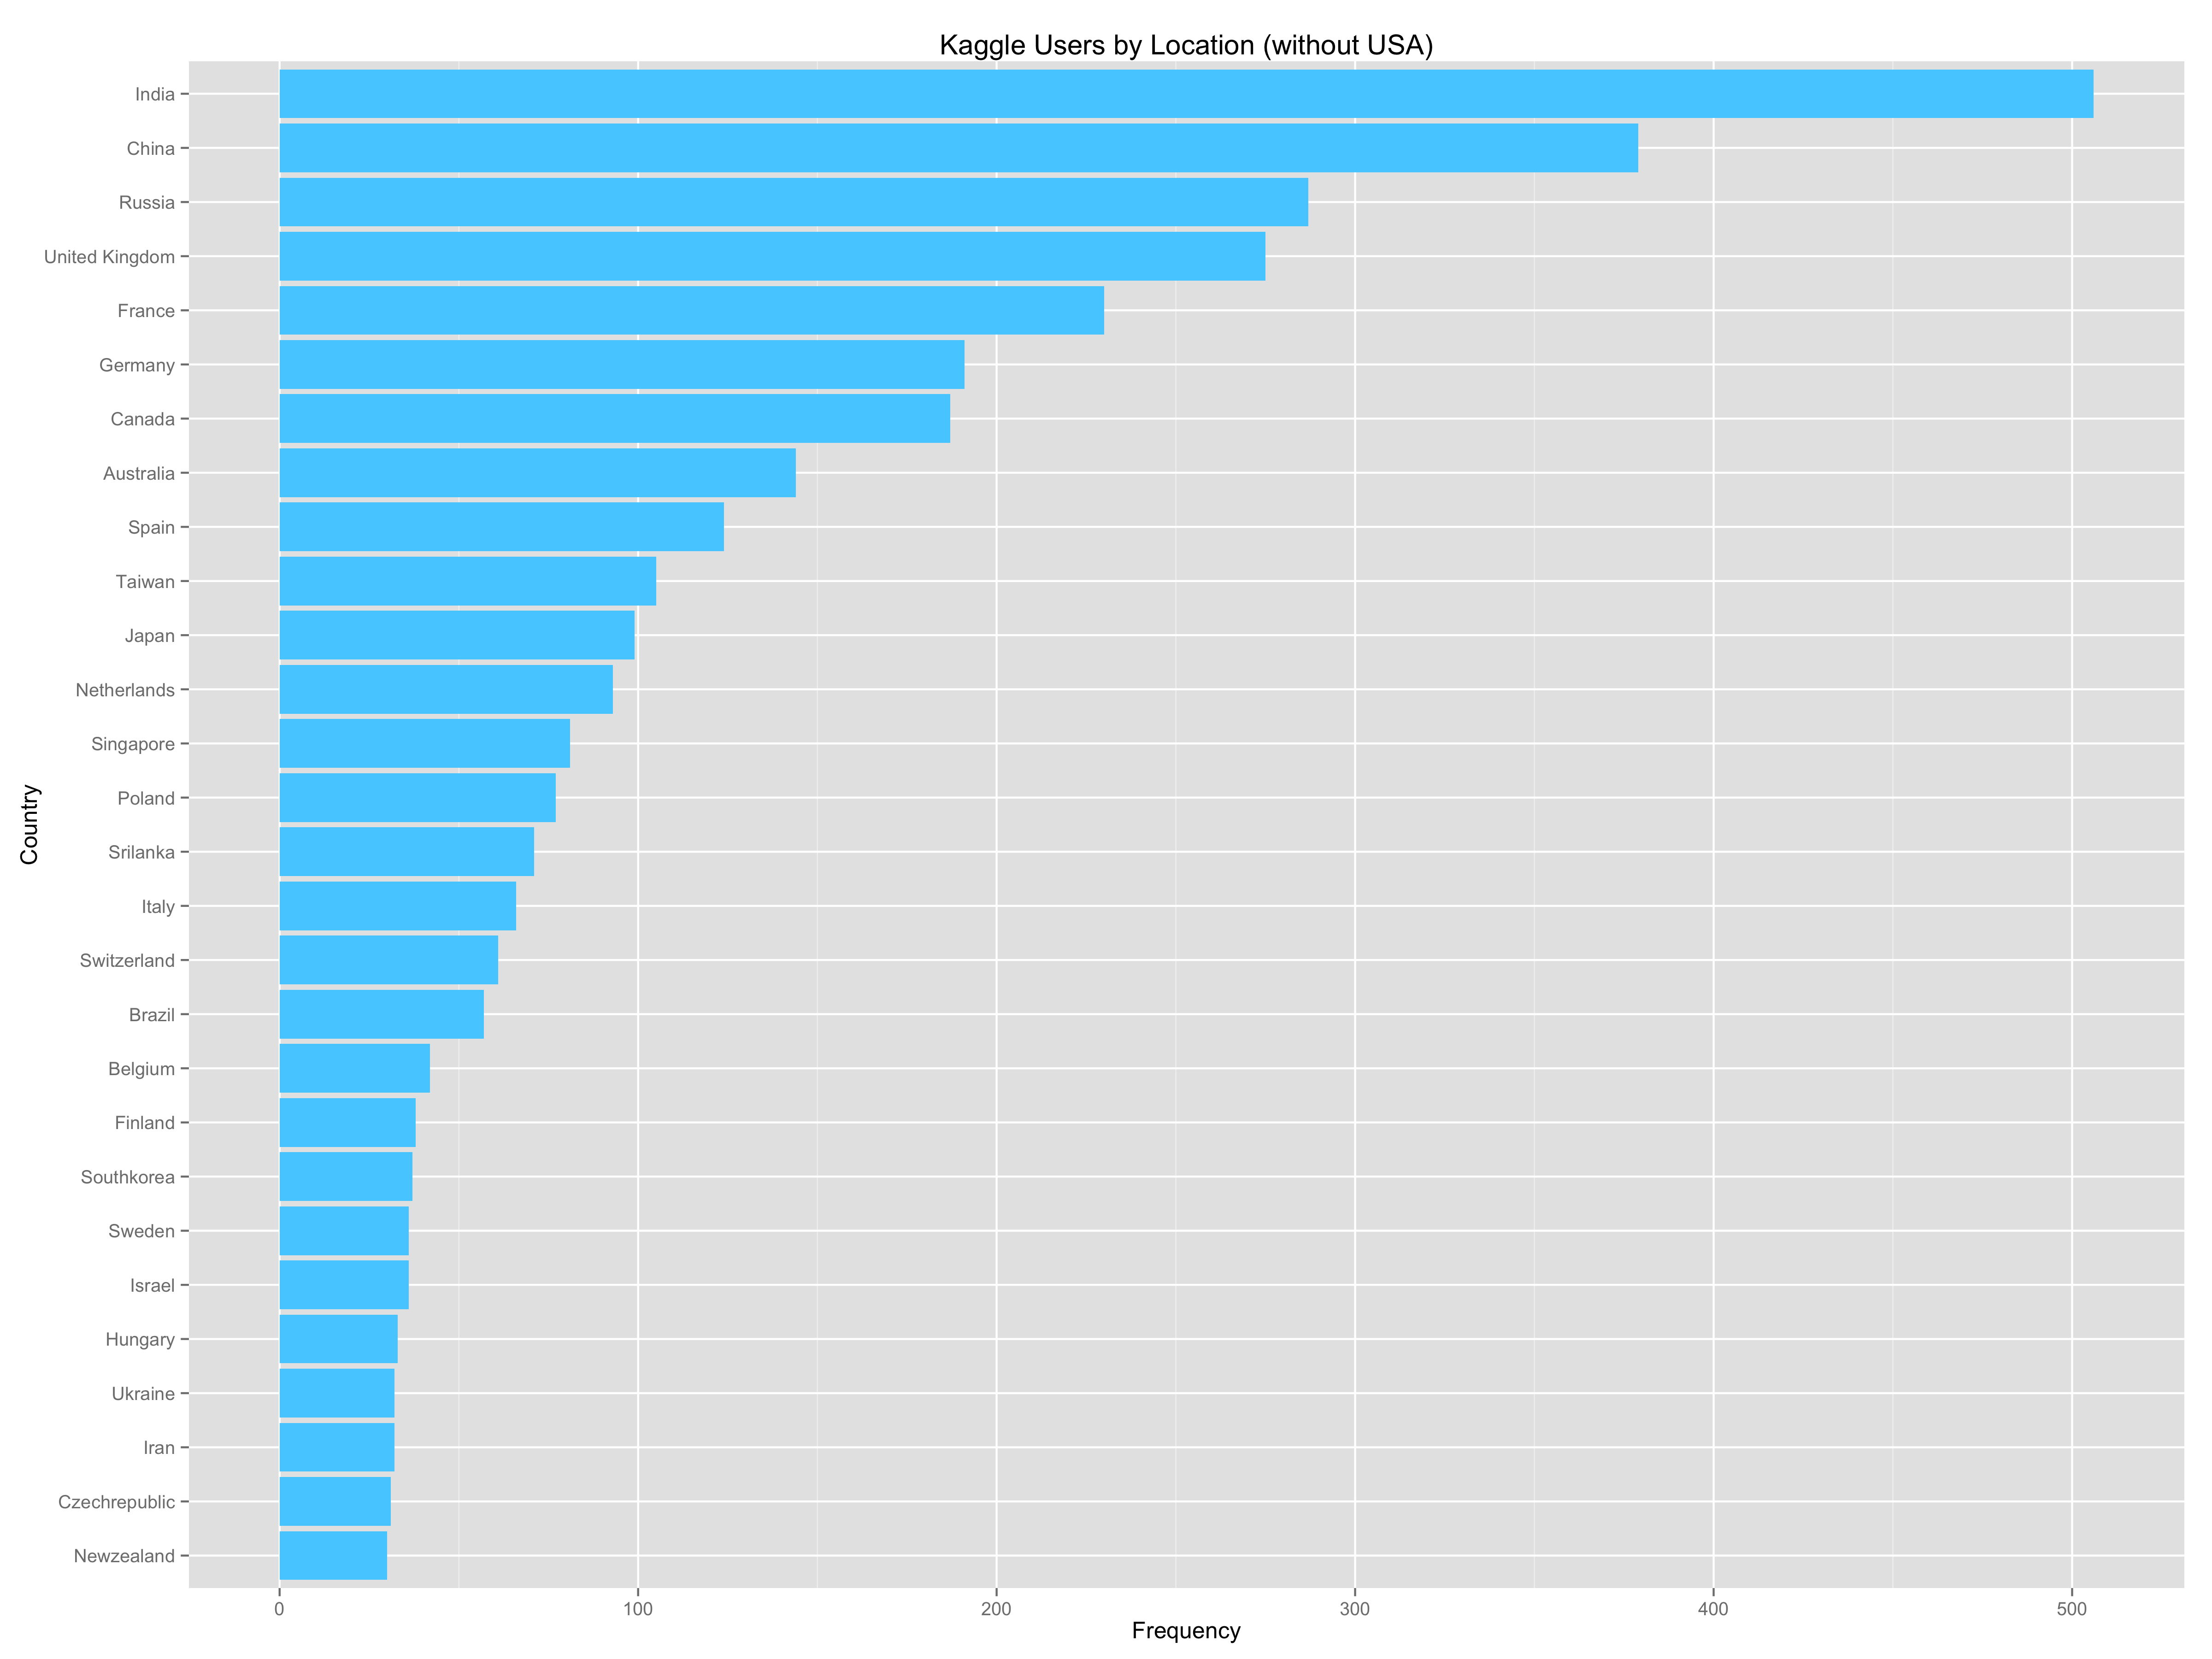 Kaggle Users by Location (without USA)
India
China
Russia
United Kingdom
France
Germany
Canada
Australia
Spain
Taiwan
Japan
Netherlands
Singapore
Poland
Srilanka
Italy
Switzerland
Brazil
Belgium
Finland
Southkorea
Sweden
Israel
Hungary
Ukraine
Iran
Czechrepublic
Newzealand
Country
0 100 200 300 400 500
Frequency